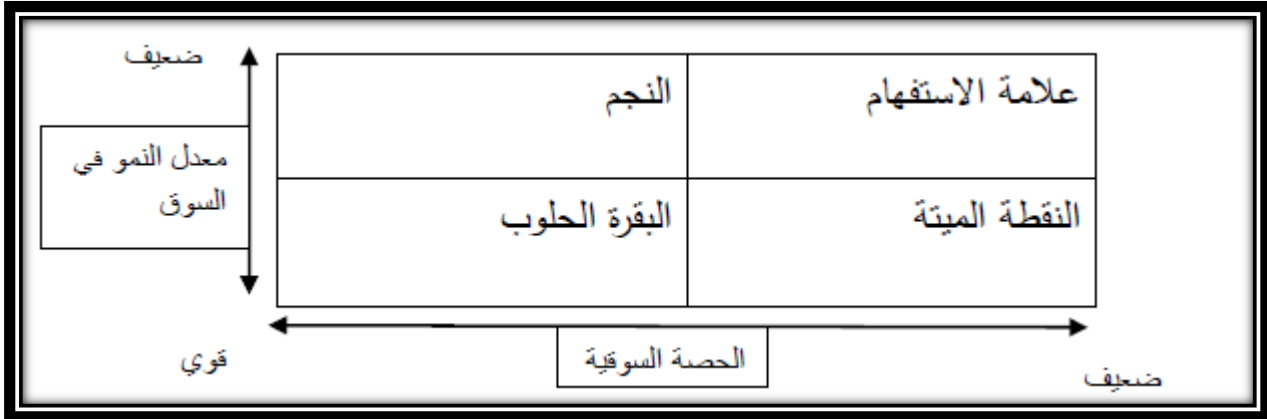 ضعيف
علامة الاستفهام
النجم
معدل النمو في
السوق
النقطة الميتة
البقرة الحلوب
قوي
الحصة السوقية
ضعيف